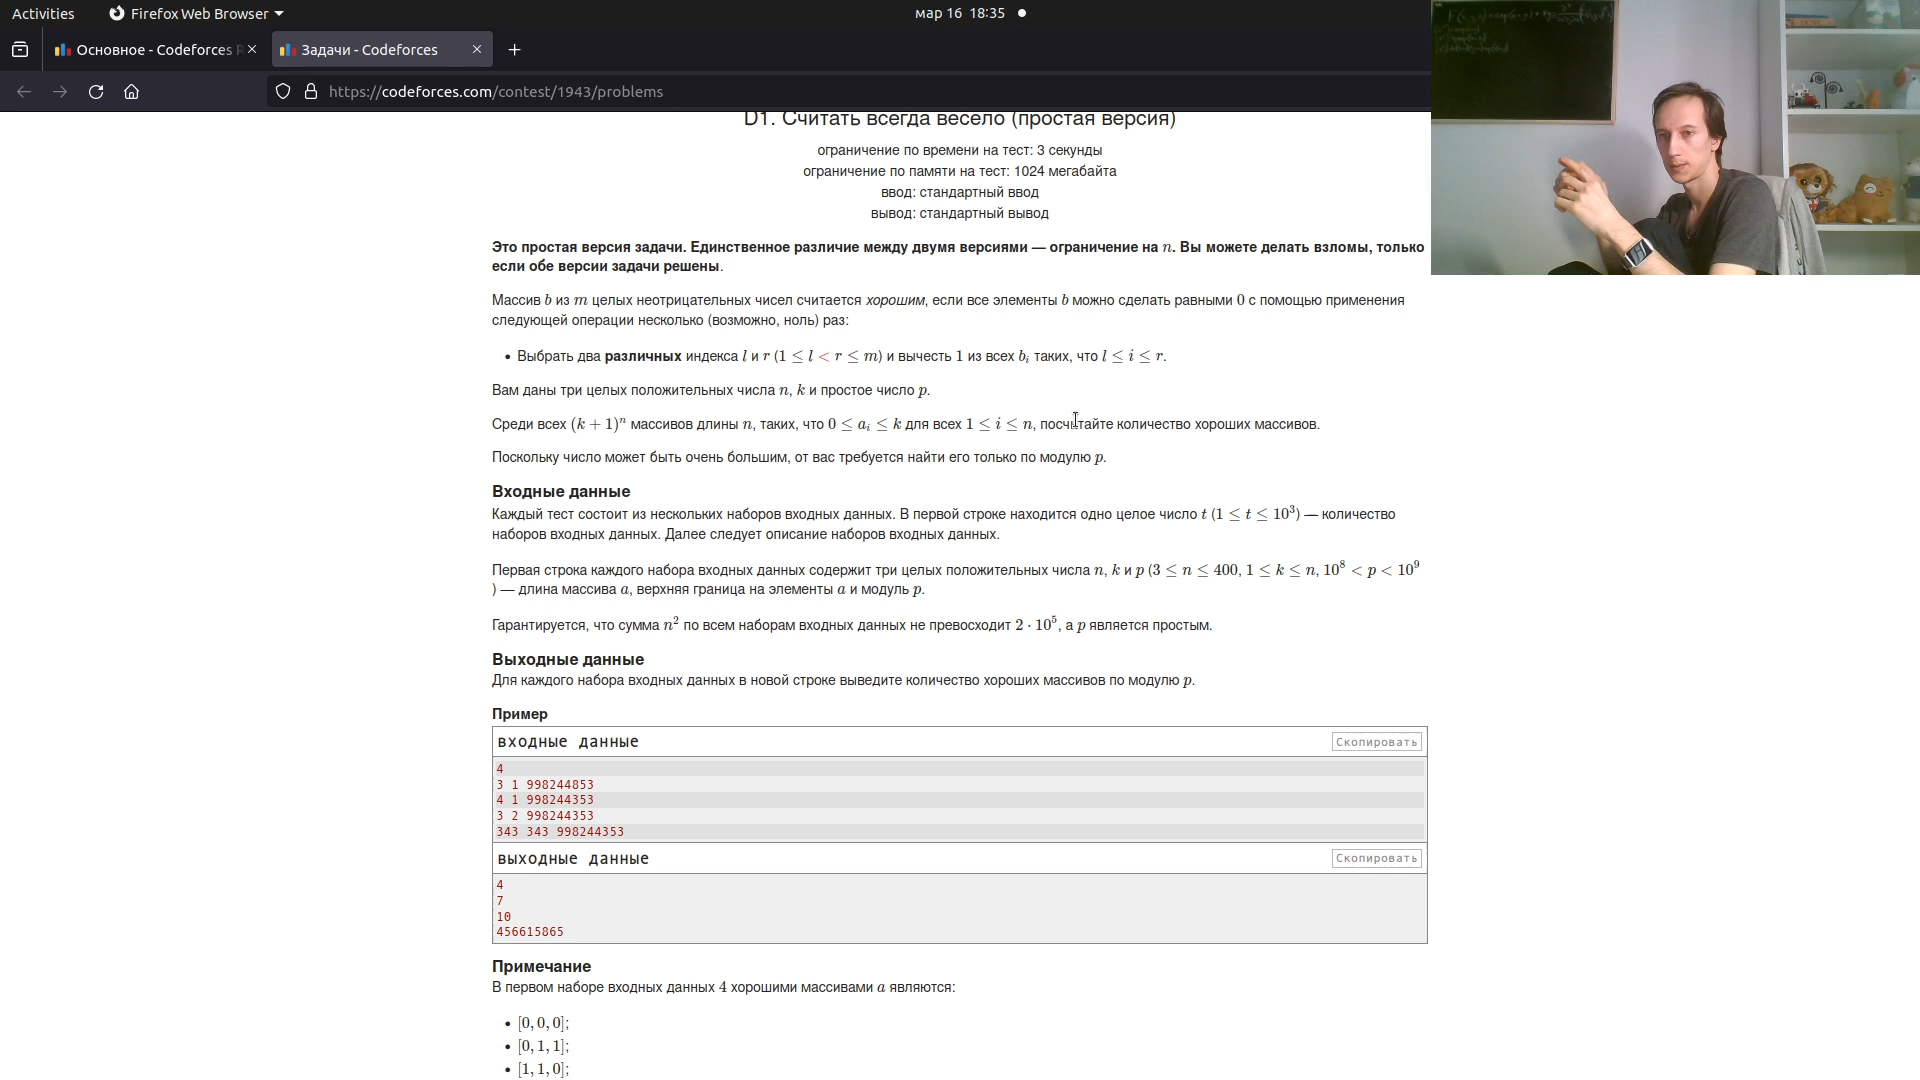 Activities
Firefox Web Browser
мар 16 18:35
Основное - Codeforces
Задачи - Codeforces
https://codeforces.com/contest/1943/problems
D1. Считать всегда весело (простая версия)
ограничение по времени на тест: 3 секунды
ограничение по памяти на тест: 1024 мегабайта
ввод: стандартный ввод
вывод: стандартный вывод
Это простая версия задачи. Единственное различие между двумя версиями — ограничение на n. Вы можете делать взломы, только
если обе версии задачи решены.
Массив b из m целых неотрицательных чисел считается хорошим, если все элементы b можно сделать равными 0 с помощью применения
следующей операции несколько (возможно, ноль) раз:
• Выбрать два различных индекса l и r (1 ≤ l < r ≤ m) и вычесть 1 из всех b_i таких, что l ≤ i ≤ r.
Вам даны три целых положительных числа n, k и простое число p.
Среди всех (k + 1)^n массивов длины n, таких, что 0 ≤ a_i ≤ k для всех 1 ≤ i ≤ n, посчитайте количество хороших массивов.
Поскольку число может быть очень большим, от вас требуется найти его только по модулю p.
Входные данные
Каждый тест состоит из нескольких наборов входных данных. В первой строке находится одно целое число t (1 ≤ t ≤ 10^3) — количество
наборов входных данных. Далее следует описание наборов входных данных.
Первая строка каждого набора входных данных содержит три целых положительных числа n, k и p (3 ≤ n ≤ 400, 1 ≤ k ≤ n, 10^8 < p < 10^9
) — длина массива a, верхняя граница на элементы a и модуль p.
Гарантируется, что сумма n^2 по всем наборам входных данных не превосходит 2 · 10^5, а p является простым.
Выходные данные
Для каждого набора входных данных в новой строке выведите количество хороших массивов по модулю p.
Пример
входные данные
Скопировать
4
3 1 998244853
4 1 998244353
3 2 998244353
343 343 998244353
выходные данные
Скопировать
4
7
10
456615865
Примечание
В первом наборе входных данных 4 хорошими массивами a являются:
• [0, 0, 0];
• [0, 1, 1];
• [1, 1, 0];